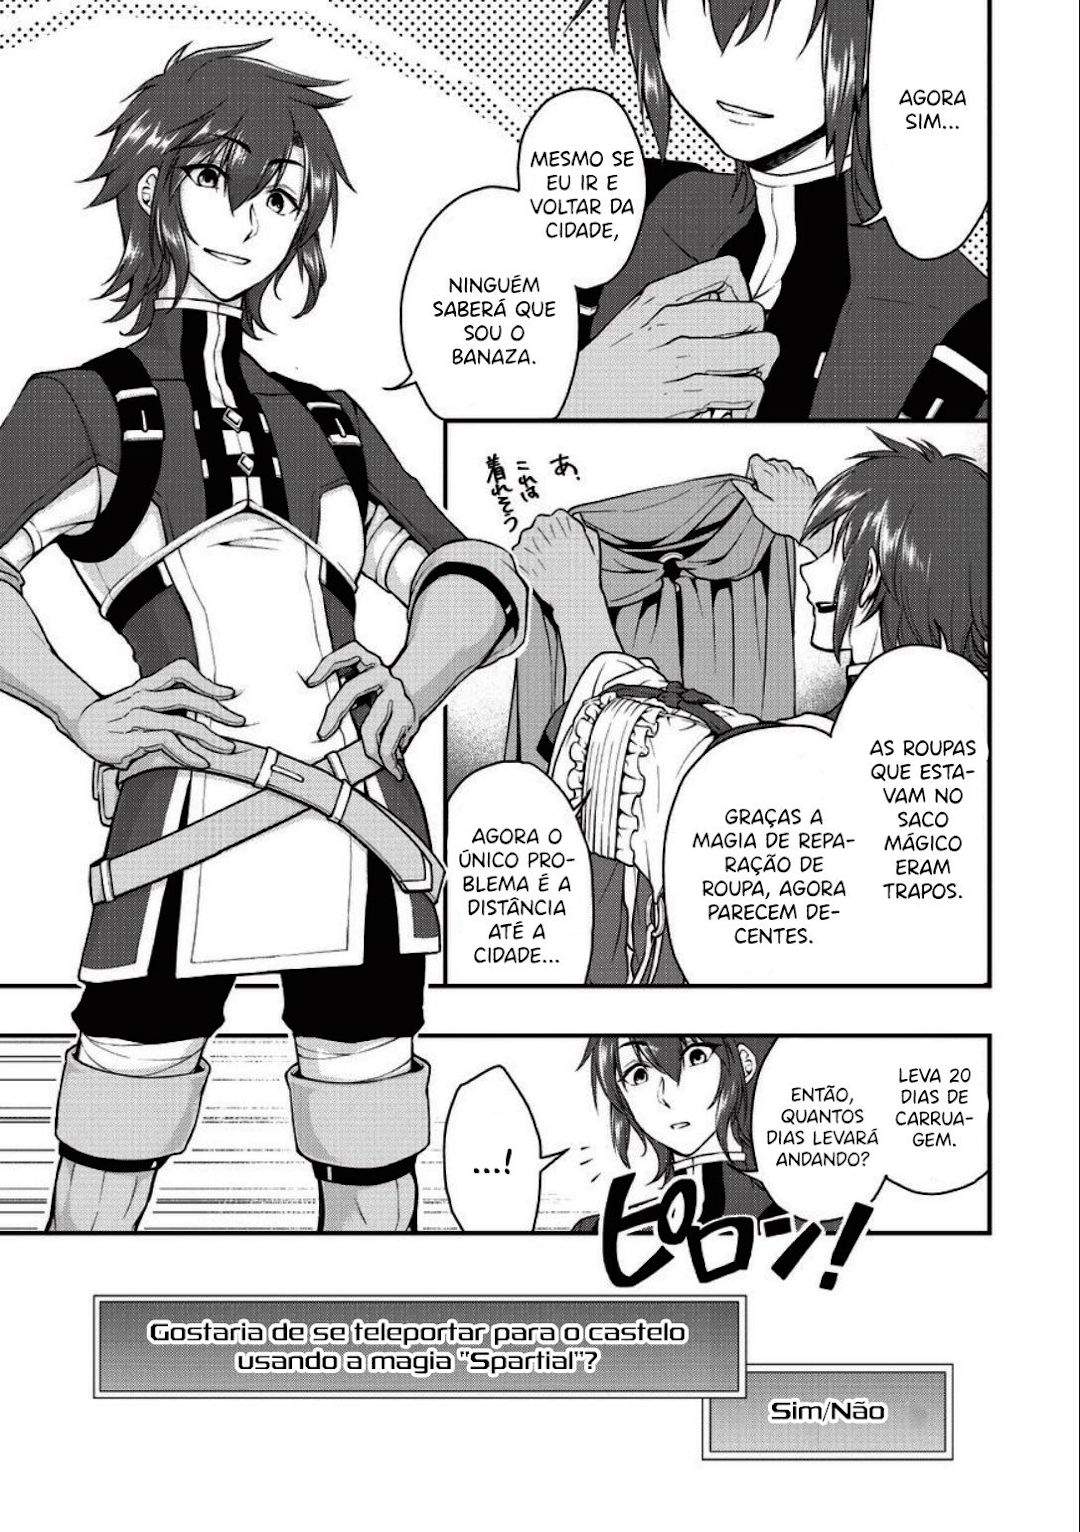 AGORA
SIM...
MESMO SE
EU IR E
VOLTAR DA
CIDADE,
NINGUÉM
SABERÁ QUE
SOU O
BANAZA.
あ、
これは
着れそう
AS ROUPAS
QUE ESTA-
VAM NO
SACO
MÁGICO
ERAM
TRAPOS.
GRAÇAS A
MAGIA DE REPA-
RAÇÃO DE
ROUPA, AGORA
PARECEM DE-
CENTES.
AGORA O
ÚNICO PRO-
BLEMA É A
DISTÂNCIA
ATÉ A
CIDADE...
LEVA 20
DIAS DE
CARRUA-
GEM.
ENTÃO,
QUANTOS
DIAS LEVARÁ
ANDANDO?
...!
ピロロン!
Gostaria de se teleportar para o castelo
usando a magia "Spartial"?
Sim/Não